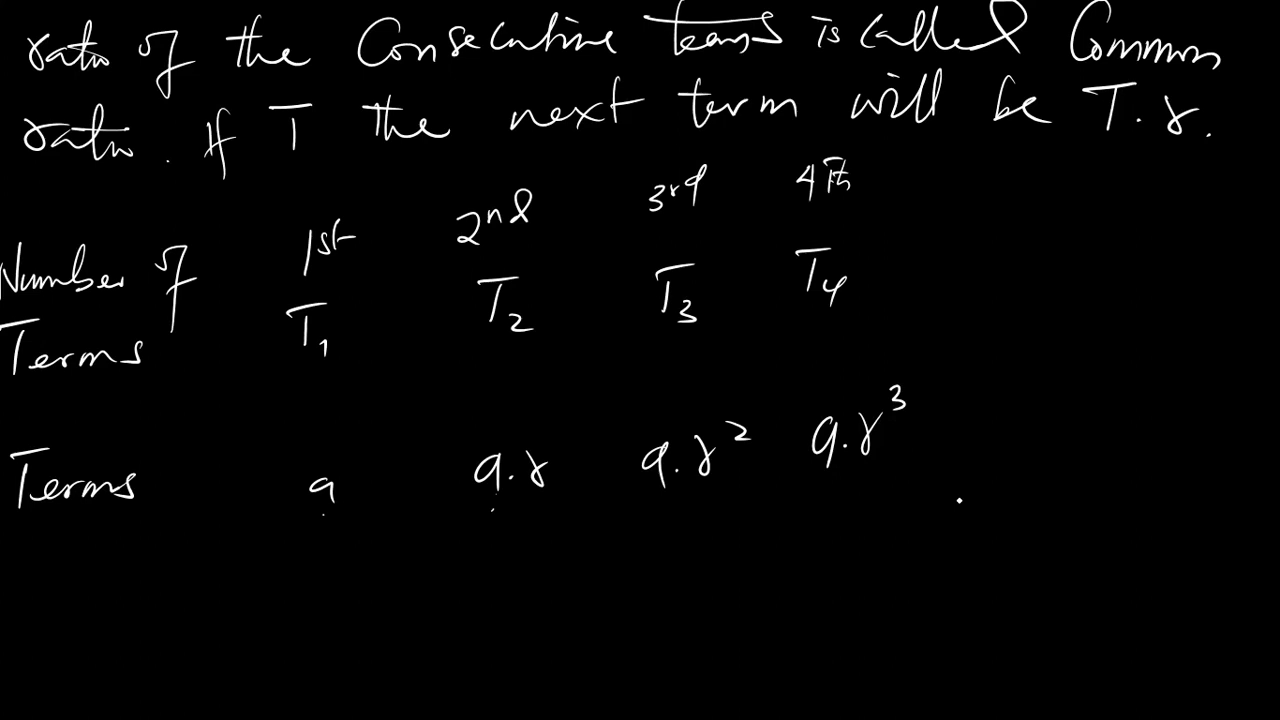 ratio of the Consecutive terms is called Common
ratio. If T the next term will be T.r.
Number of 1st 2nd 3rd 4th
Terms T1 T2 T3 T4
Terms a a.r a.r² a.r³